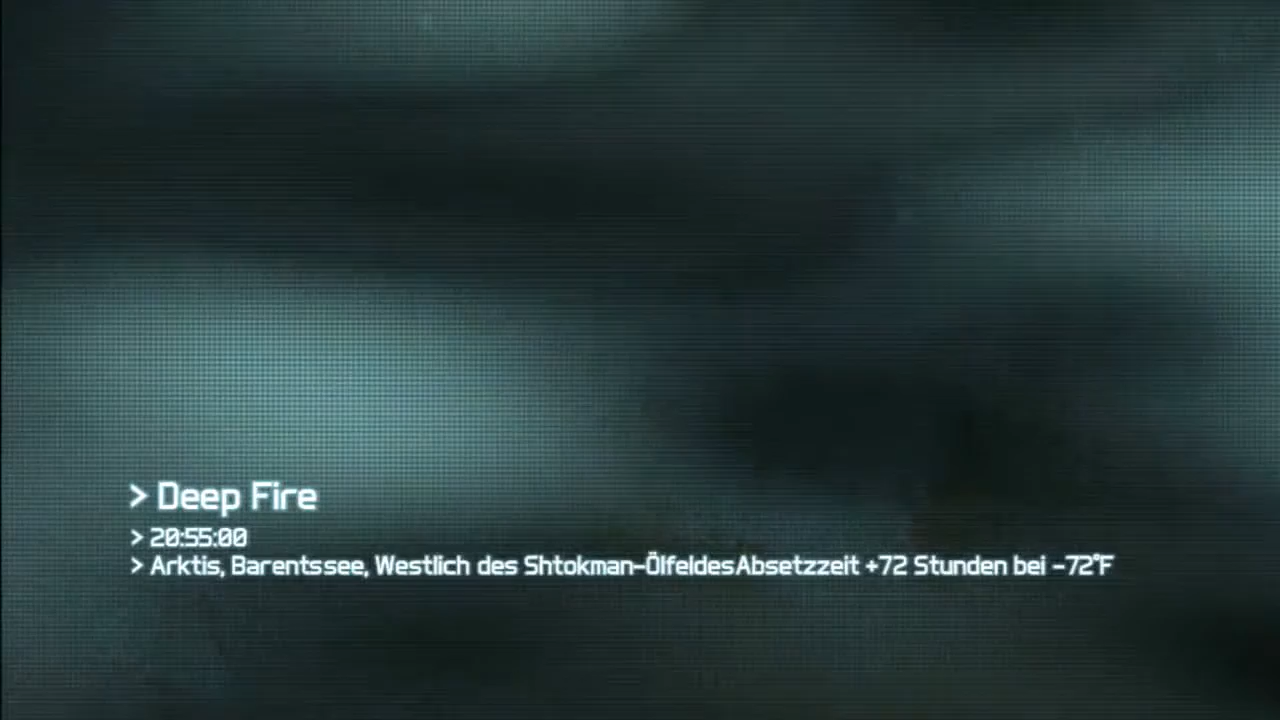 > Deep Fire
> 20:55:00
> Arktis, Barentssee, Westlich des Shtokman-ÖlfeldesAbsetzzeit +72 Stunden bei -72°F